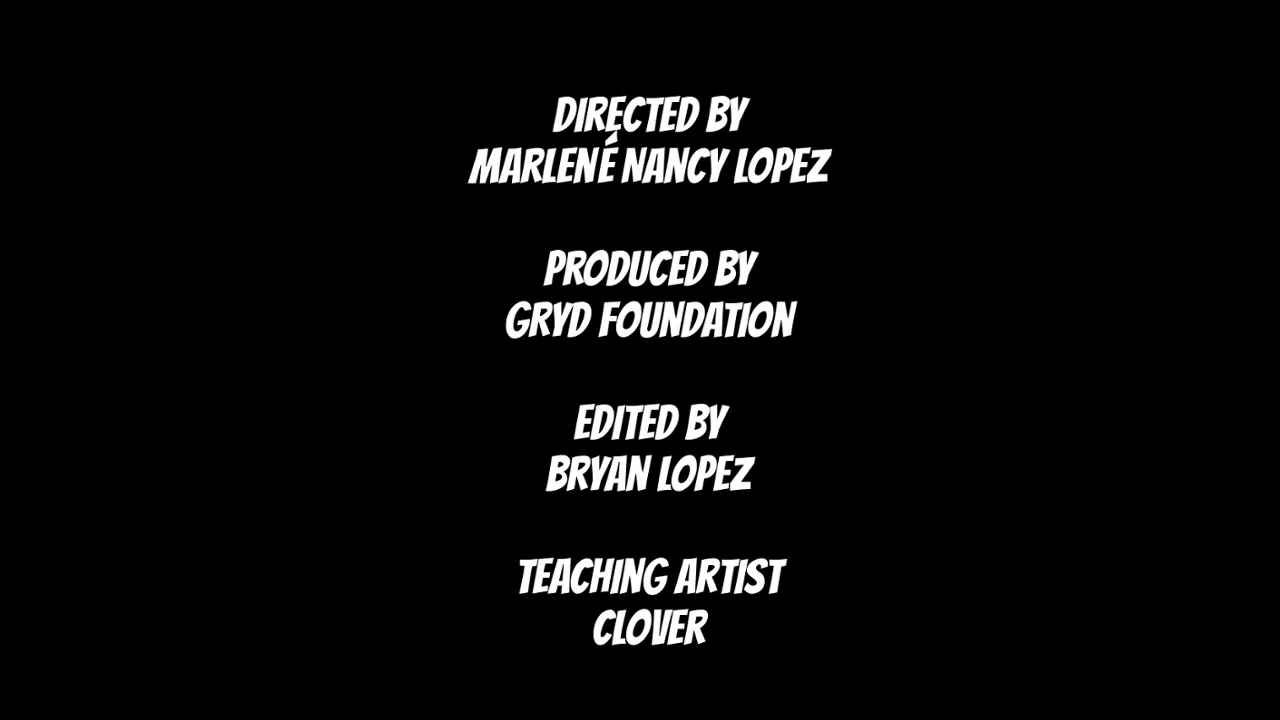 DIRECTED BY
MARLENÉ NANCY LOPEZ
PRODUCED BY
GRYD FOUNDATION
EDITED BY
BRYAN LOPEZ
TEACHING ARTIST
CLOVER